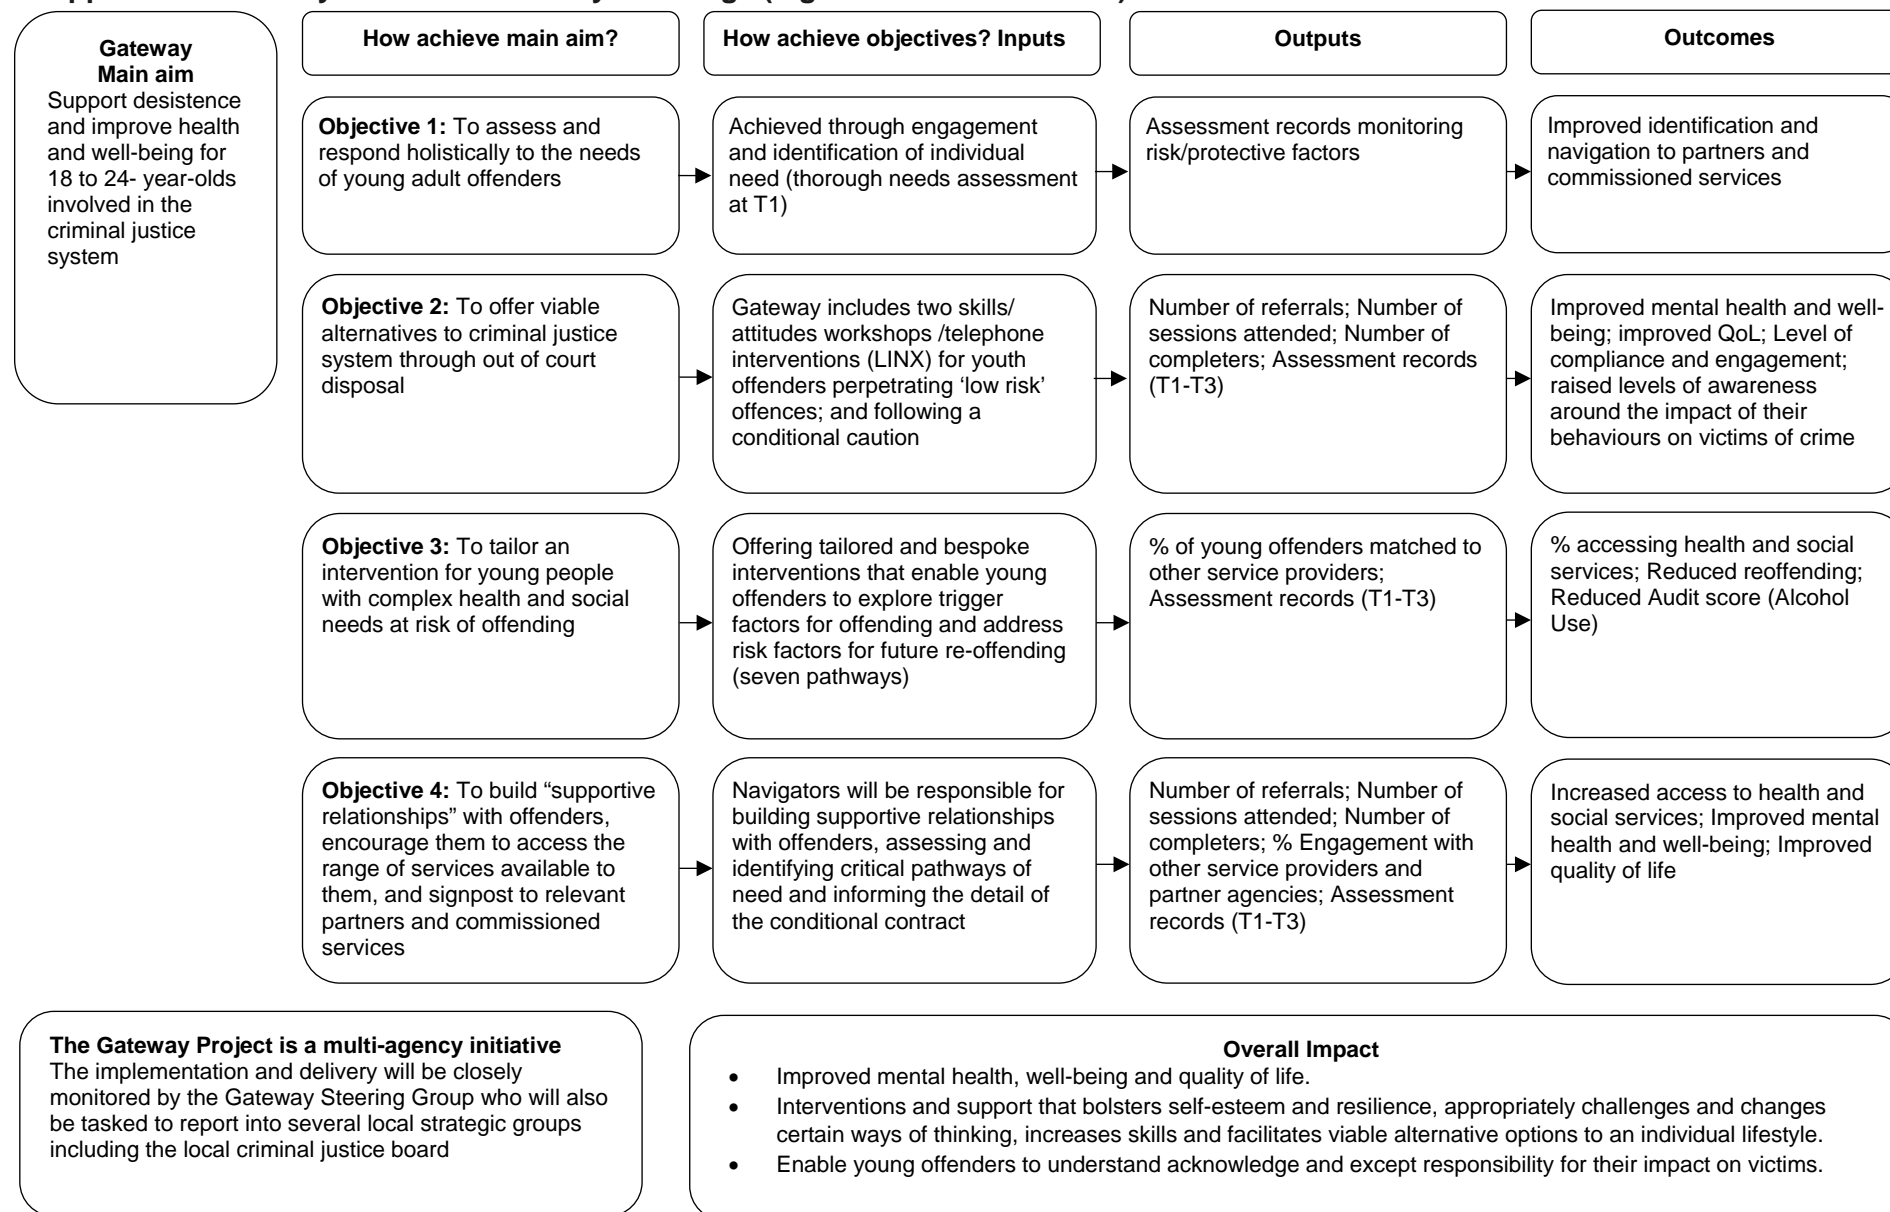 Gateway
Main aim
Support desistence
and improve health
and well-being for
18 to 24- year-olds
involved in the
criminal justice
system
How achieve main aim?
How achieve objectives? Inputs
Outputs
Outcomes
Objective 1: To assess and
respond holistically to the needs
of young adult offenders
Achieved through engagement
and identification of individual
need (thorough needs assessment
at T1)
Assessment records monitoring
risk/protective factors
Improved identification and
navigation to partners and
commissioned services
Objective 2: To offer viable
alternatives to criminal justice
system through out of court
disposal
Gateway includes two skills/
attitudes workshops /telephone
interventions (LINX) for youth
offenders perpetrating ‘low risk’
offences; and following a
conditional caution
Number of referrals; Number of
sessions attended; Number of
completers; Assessment records
(T1-T3)
Improved mental health and well-
being; improved QoL; Level of
compliance and engagement;
raised levels of awareness
around the impact of their
behaviours on victims of crime
Objective 3: To tailor an
intervention for young people
with complex health and social
needs at risk of offending
Offering tailored and bespoke
interventions that enable young
offenders to explore trigger
factors for offending and address
risk factors for future re-offending
(seven pathways)
% of young offenders matched to
other service providers;
Assessment records (T1-T3)
% accessing health and social
services; Reduced reoffending;
Reduced Audit score (Alcohol
Use)
Objective 4: To build “supportive
relationships” with offenders,
encourage them to access the
range of services available to
them, and signpost to relevant
partners and commissioned
services
Navigators will be responsible for
building supportive relationships
with offenders, assessing and
identifying critical pathways of
need and informing the detail of
the conditional contract
Number of referrals; Number of
sessions attended; Number of
completers; % Engagement with
other service providers and
partner agencies; Assessment
records (T1-T3)
Increased access to health and
social services; Improved mental
health and well-being; Improved
quality of life
The Gateway Project is a multi-agency initiative
The implementation and delivery will be closely
monitored by the Gateway Steering Group who will also
be tasked to report into several local strategic groups
including the local criminal justice board
Overall Impact
• Improved mental health, well-being and quality of life.
• Interventions and support that bolsters self-esteem and resilience, appropriately challenges and changes
certain ways of thinking, increases skills and facilitates viable alternative options to an individual lifestyle.
• Enable young offenders to understand acknowledge and except responsibility for their impact on victims.